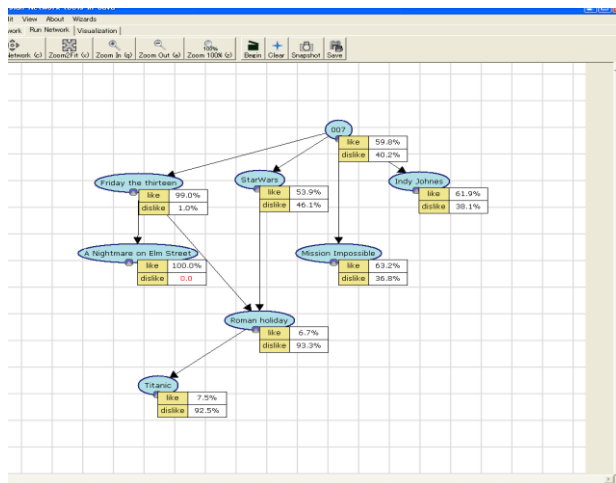 View About Wizards
Run Network Visualization
Network (c) Zoom2Fit (v) Zoom In (q) Zoom Out (a) Zoom 100% (z) Begin Clear Snapshot Save
007
like 59.8%
dislike 40.2%
Friday the thirteen
like 99.0%
dislike 1.0%
StarWars
like 53.9%
dislike 46.1%
Indy Johnes
like 61.9%
dislike 38.1%
A Nightmare on Elm Street
like 100.0%
dislike 0.0
Mission Impossible
like 63.2%
dislike 36.8%
Roman holiday
like 6.7%
dislike 93.3%
Titanic
like 7.5%
dislike 92.5%